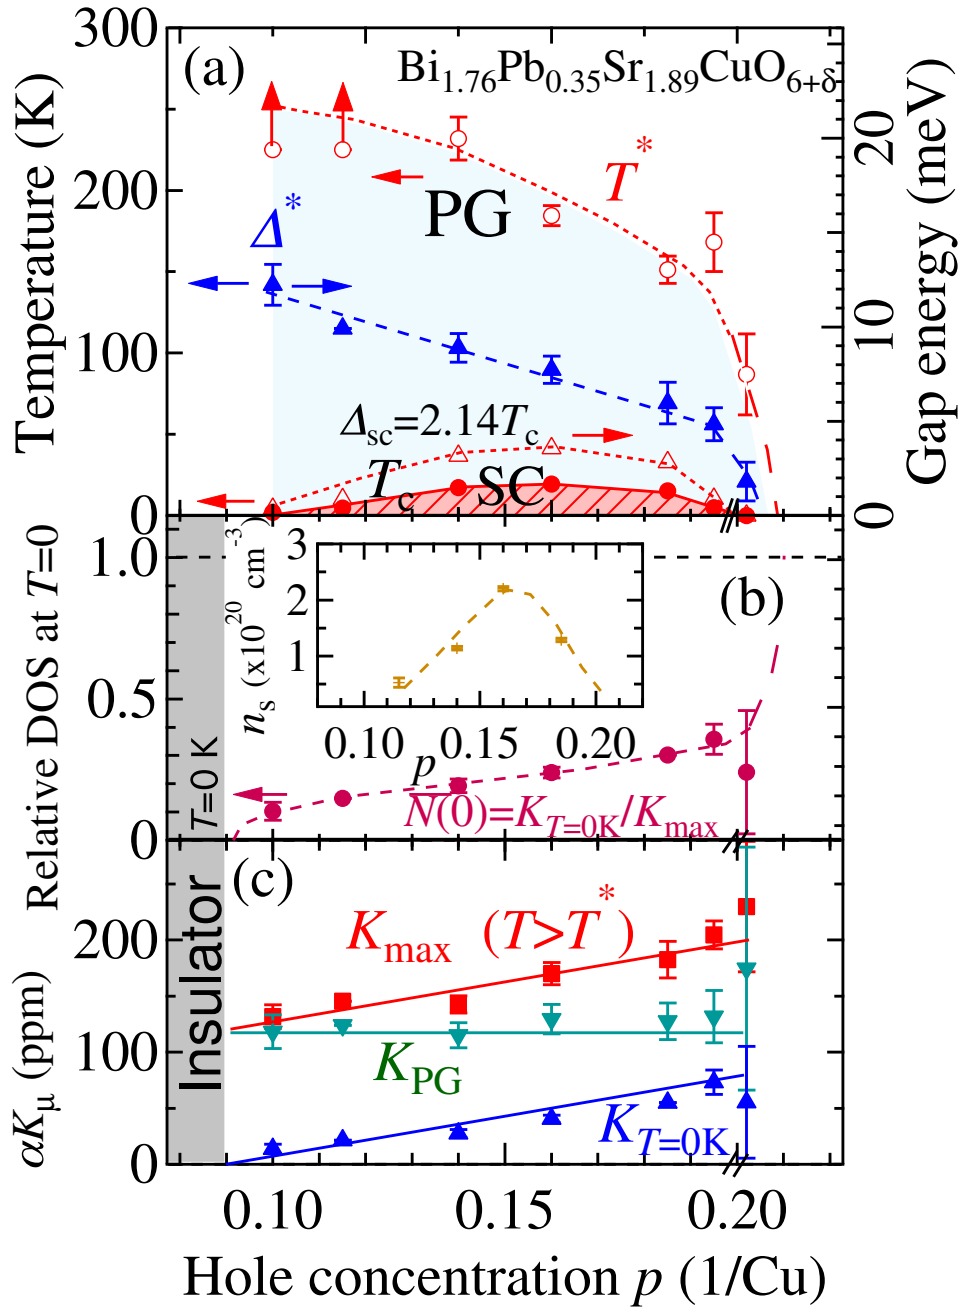 300
(a)
Bi1.76Pb0.35Sr1.89CuO6+δ
20
T*
200
PG
Δ*
10
100
Δsc=2.14Tc
Tc
SC
0
0
Temperature (K)
Gap energy (meV)
1.0
3
2
1
ns (x10^20 cm^-3)
(b)
0.5
0.10
0.15
0.20
p
N(0)=KT=0K/Kmax
0
T=0 K
Relative DOS at T=0
0
(c)
Kmax (T>T*)
200
100
KPG
KT=0K
0
Insulator
αKμ (ppm)
0.10
0.15
0.20
Hole concentration p (1/Cu)